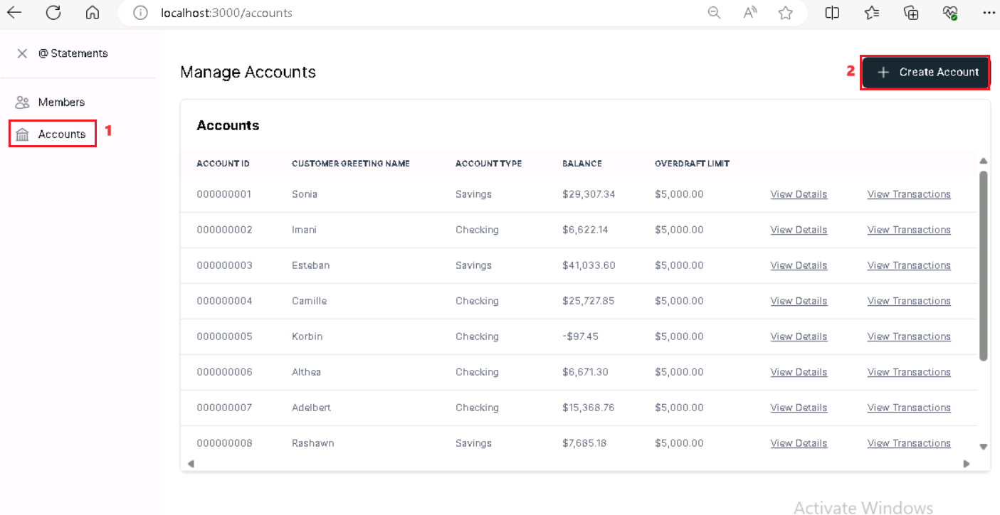 localhost:3000/accounts
@ Statements
Manage Accounts
2
+ Create Account
Members
Accounts
1
Accounts
ACCOUNT ID CUSTOMER GREETING NAME ACCOUNT TYPE BALANCE OVERDRAFT LIMIT
000000001 Sonia Savings $29,307.34 $5,000.00 View Details View Transactions
000000002 Imani Checking $6,622.14 $5,000.00 View Details View Transactions
000000003 Esteban Savings $41,033.60 $5,000.00 View Details View Transactions
000000004 Camille Checking $25,727.85 $5,000.00 View Details View Transactions
000000005 Korbin Checking -$97.45 $5,000.00 View Details View Transactions
000000006 Althea Checking $6,671.30 $5,000.00 View Details View Transactions
000000007 Adelbert Checking $15,368.76 $5,000.00 View Details View Transactions
000000008 Rashawn Savings $7,685.18 $5,000.00 View Details View Transactions
Activate Windows